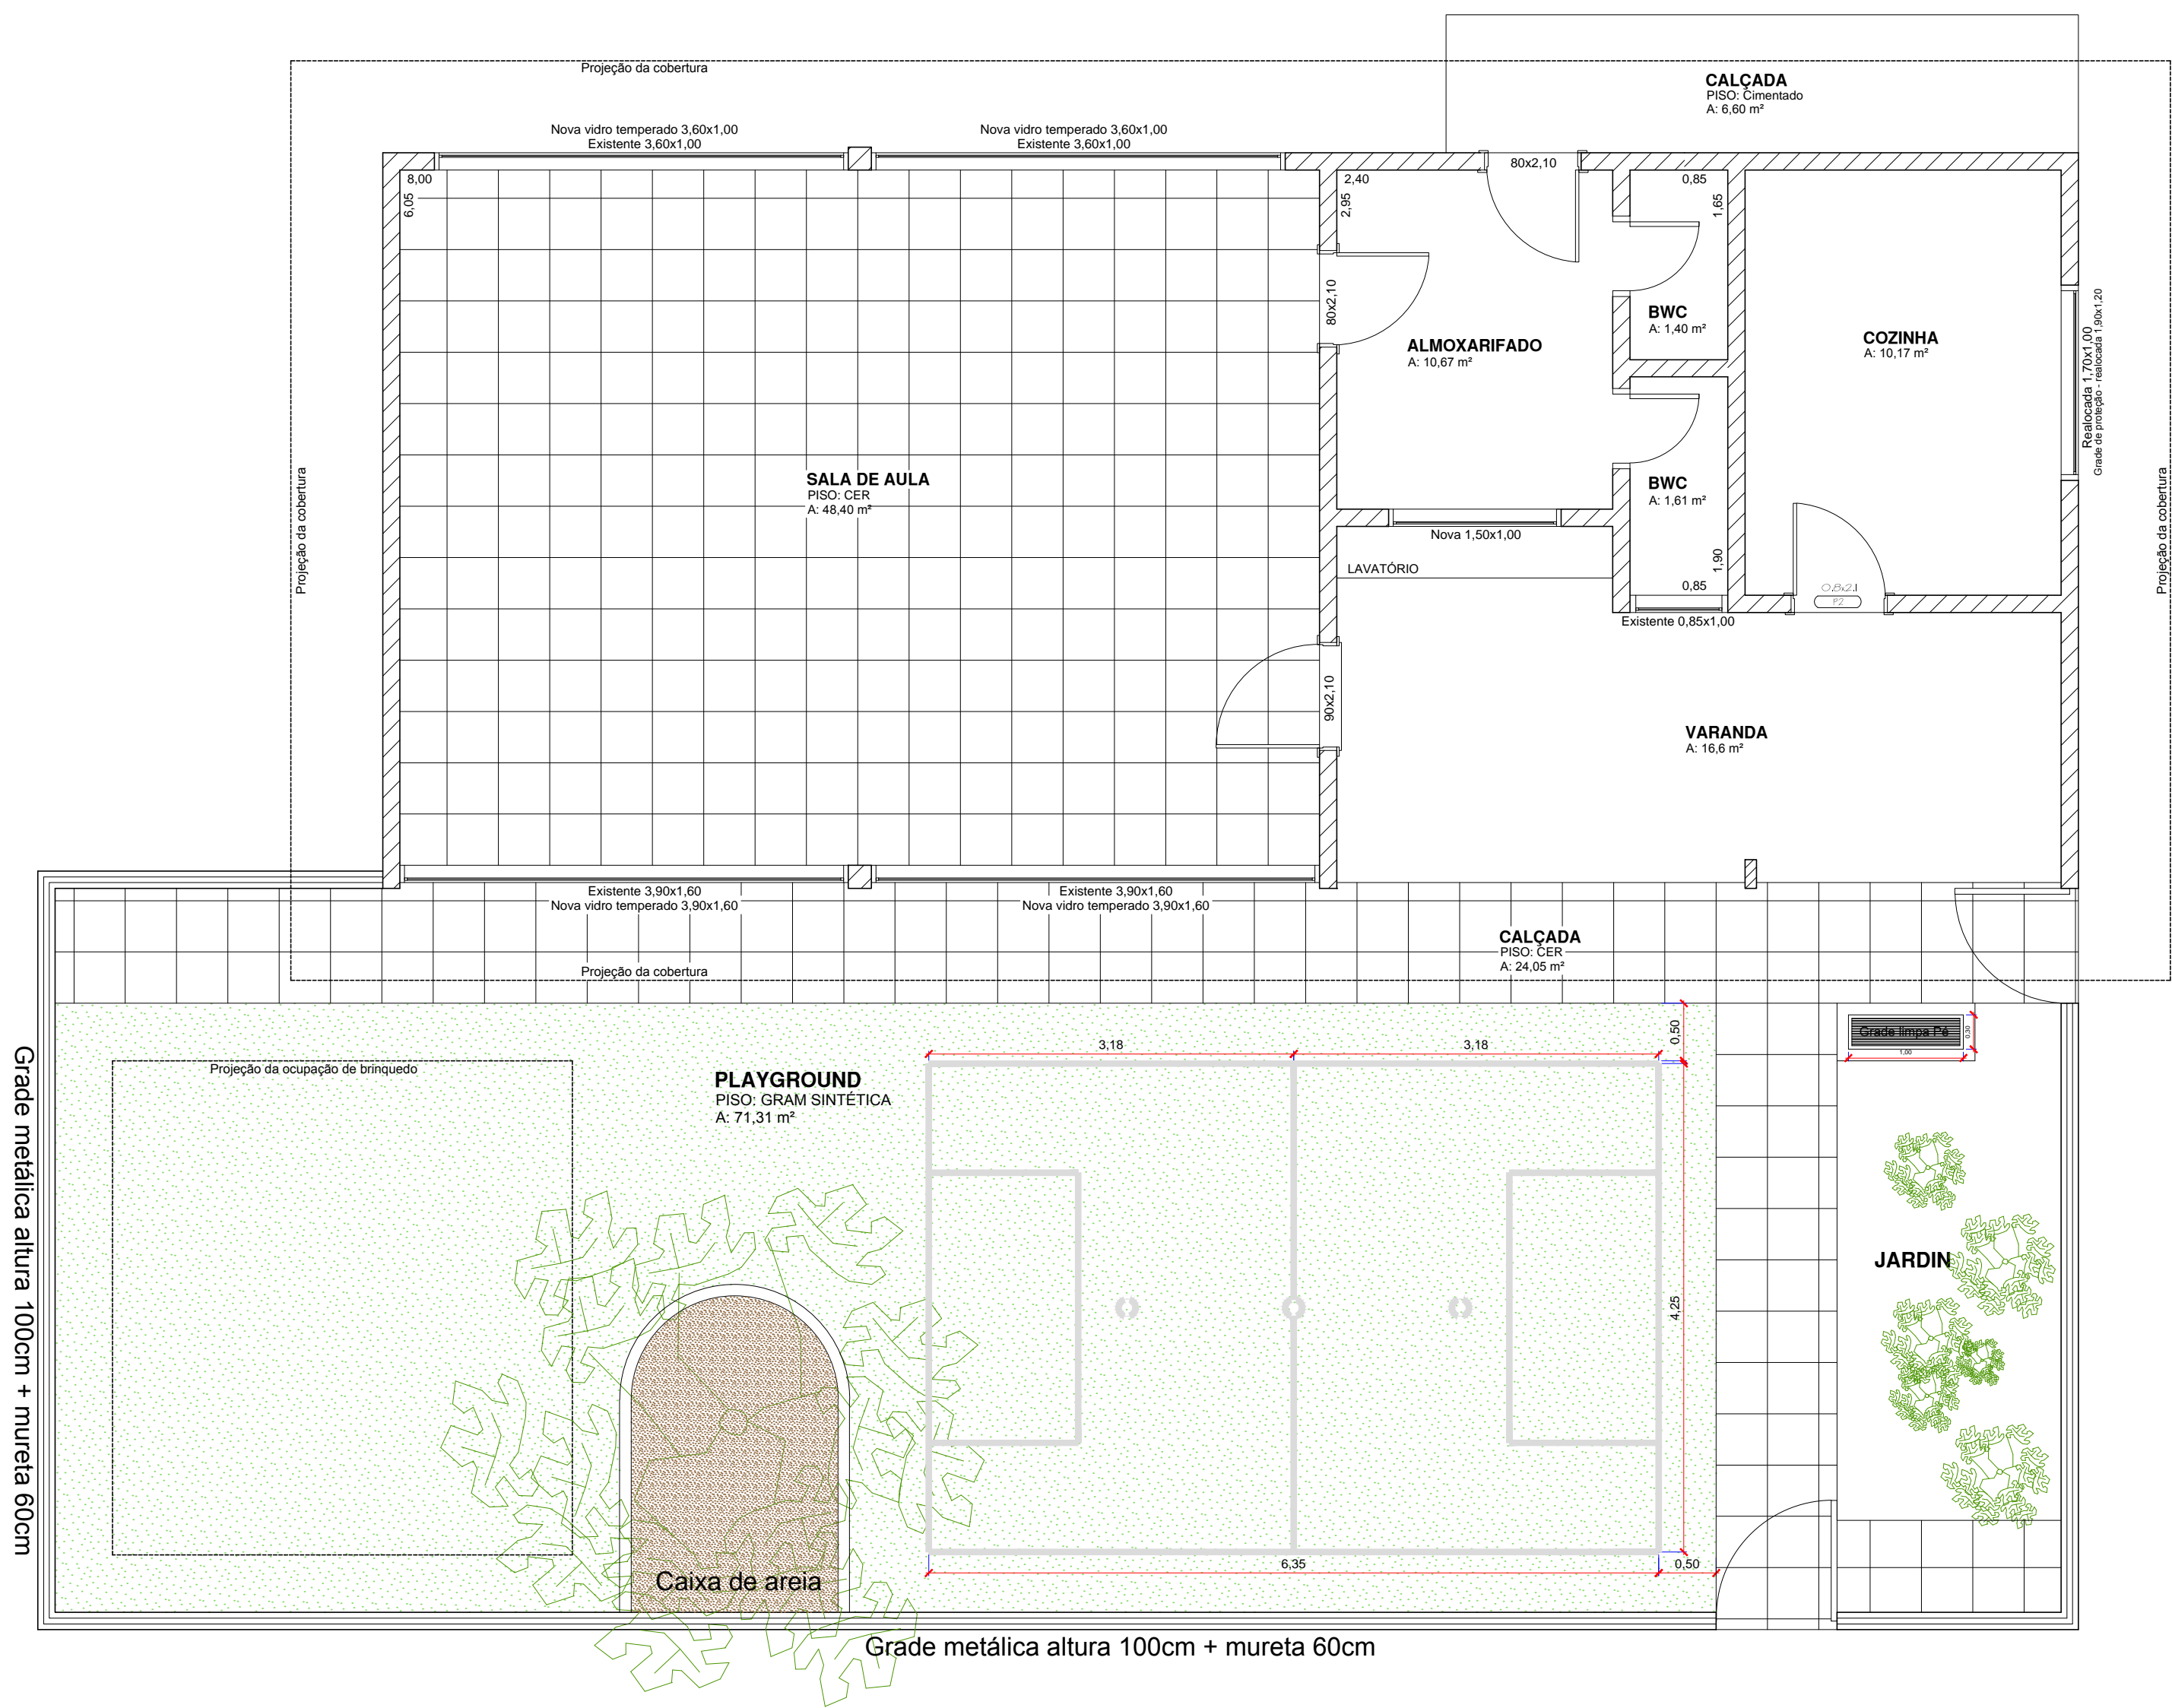 Projeção da cobertura
CALÇADA
PISO: Cimentado
A: 6,60 m²
Nova vidro temperado 3,60x1,00
Existente 3,60x1,00
Nova vidro temperado 3,60x1,00
Existente 3,60x1,00
80x2,10
8,00
6,05
2,40
2,95
0,85
1,65
80x2,10
BWC
A: 1,40 m²
ALMOXARIFADO
A: 10,67 m²
COZINHA
A: 10,17 m²
Realocada 1,70x1,00
Grade de proteção - realocada 1,90x1,20
Projeção da cobertura
SALA DE AULA
PISO: CER
A: 48,40 m²
BWC
A: 1,61 m²
Projeção da cobertura
Nova 1,50x1,00
LAVATÓRIO
1,90
0,85
0.8x2.1
P2
Existente 0,85x1,00
90x2,10
VARANDA
A: 16,6 m²
Existente 3,90x1,60
Nova vidro temperado 3,90x1,60
Existente 3,90x1,60
Nova vidro temperado 3,90x1,60
CALÇADA
PISO: CER
A: 24,05 m²
Projeção da cobertura
0,50
Grade limpa Pé
0,30
1,00
3,18
3,18
Projeção da ocupação de brinquedo
PLAYGROUND
PISO: GRAM SINTÉTICA
A: 71,31 m²
JARDIN
4,25
Grade metálica altura 100cm + mureta 60cm
6,35
0,50
Caixa de areia
Grade metálica altura 100cm + mureta 60cm